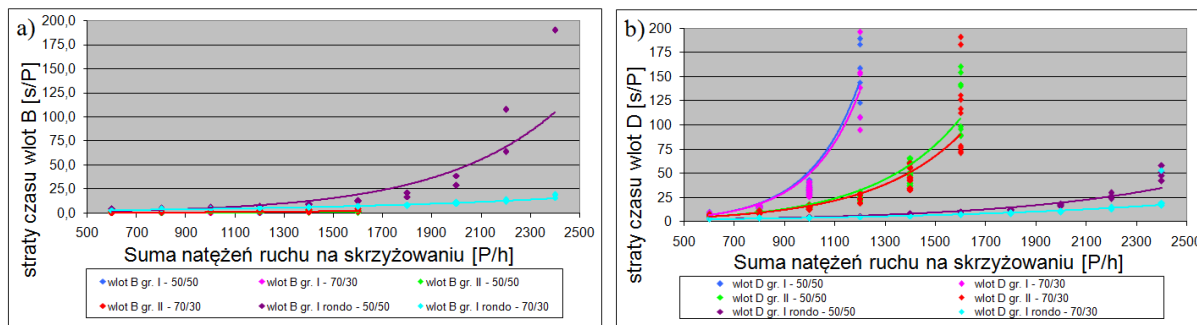 a)
straty czasu wlot B [s/P]
200,0
175,0
150,0
125,0
100,0
75,0
50,0
25,0
0,0
500 700 900 1100 1300 1500 1700 1900 2100 2300 2500
Suma natężeń ruchu na skrzyżowaniu [P/h]
wlot B gr. I - 50/50
wlot B gr. I - 70/30
wlot B gr. II - 50/50
wlot B gr. II - 70/30
wlot B gr. I rondo - 50/50
wlot B gr. I rondo - 70/30
b)
straty czasu wlot D [s/P]
200
175
150
125
100
75
50
25
0
500 700 900 1100 1300 1500 1700 1900 2100 2300 2500
Suma natężeń ruchu na skrzyżowaniu [P/h]
wlot D gr. I - 50/50
wlot D gr. I - 70/30
wlot D gr. II - 50/50
wlot D gr. II - 70/30
wlot D gr. I rondo - 50/50
wlot D gr. I rondo - 70/30